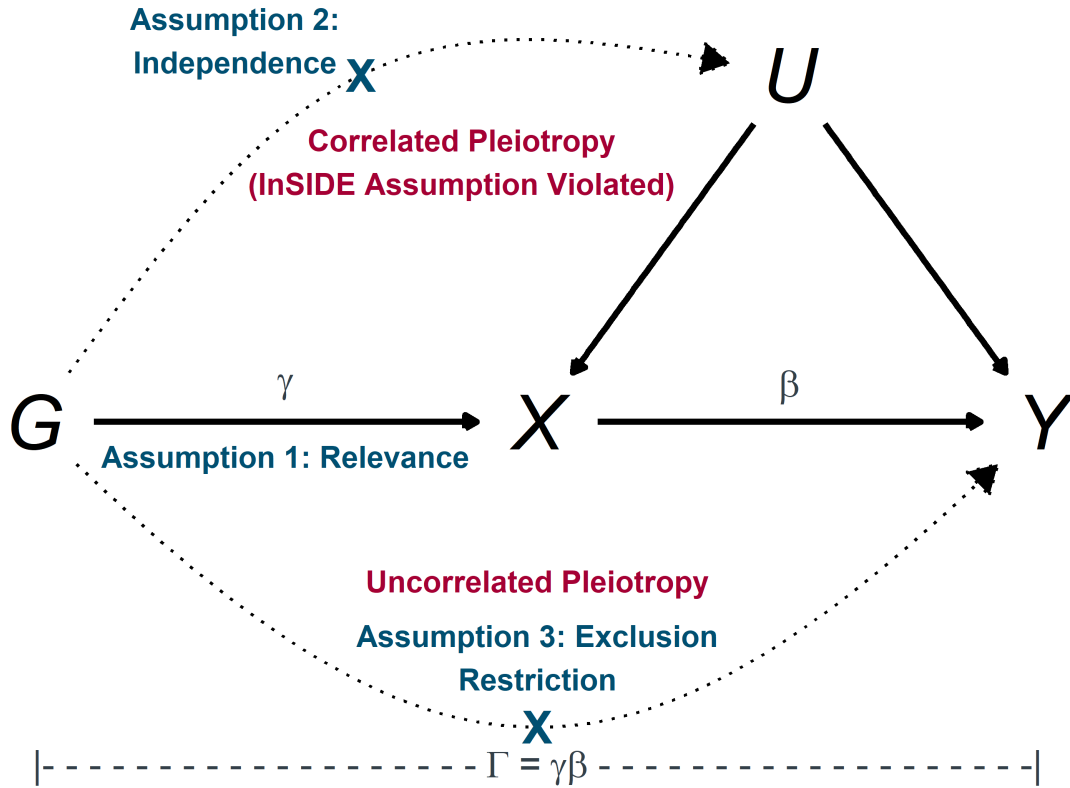 Assumption 2:
Independence
X
U
Correlated Pleiotropy
(InSIDE Assumption Violated)
γ
β
G
X
Y
Assumption 1: Relevance
Uncorrelated Pleiotropy
Assumption 3: Exclusion
Restriction
X
Γ = γβ